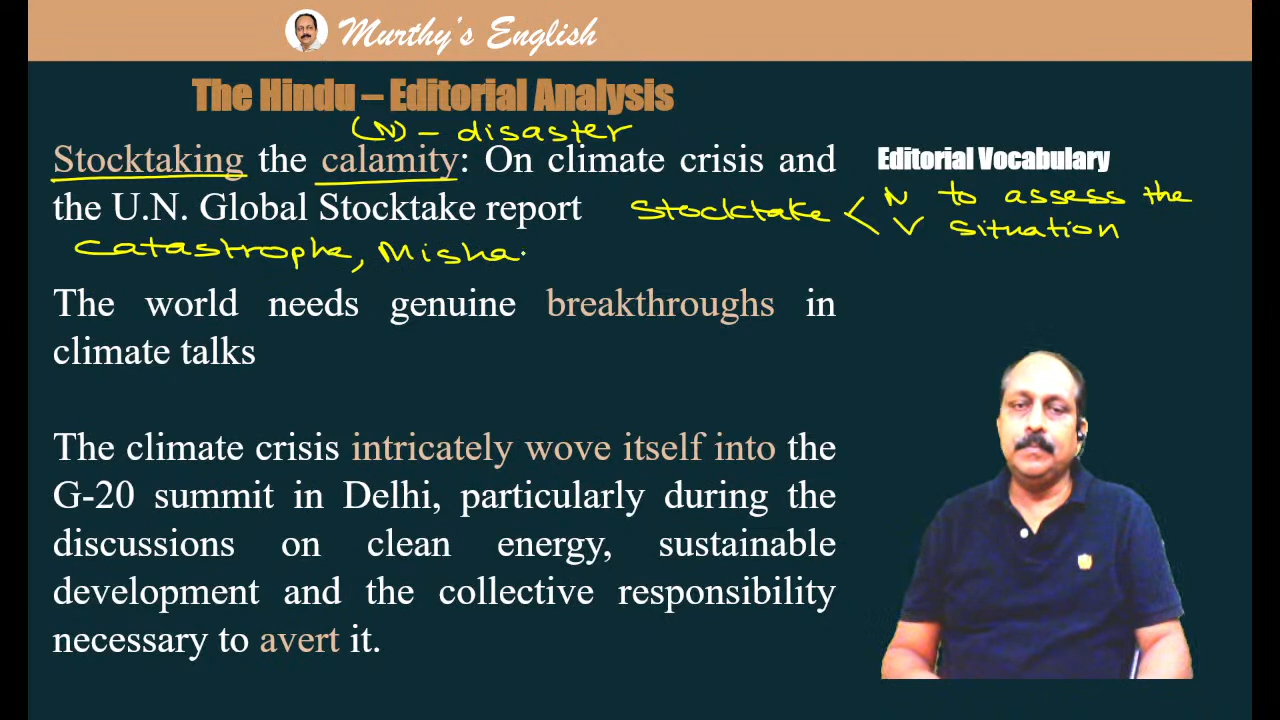 Murthy's English
The Hindu – Editorial Analysis
(N) – disaster
Stocktaking the calamity: On climate crisis and
the U.N. Global Stocktake report
Catastrophe, Misha
Editorial Vocabulary
Stocktake < N to assess the
V situation
The world needs genuine breakthroughs in
climate talks
The climate crisis intricately wove itself into the
G-20 summit in Delhi, particularly during the
discussions on clean energy, sustainable
development and the collective responsibility
necessary to avert it.